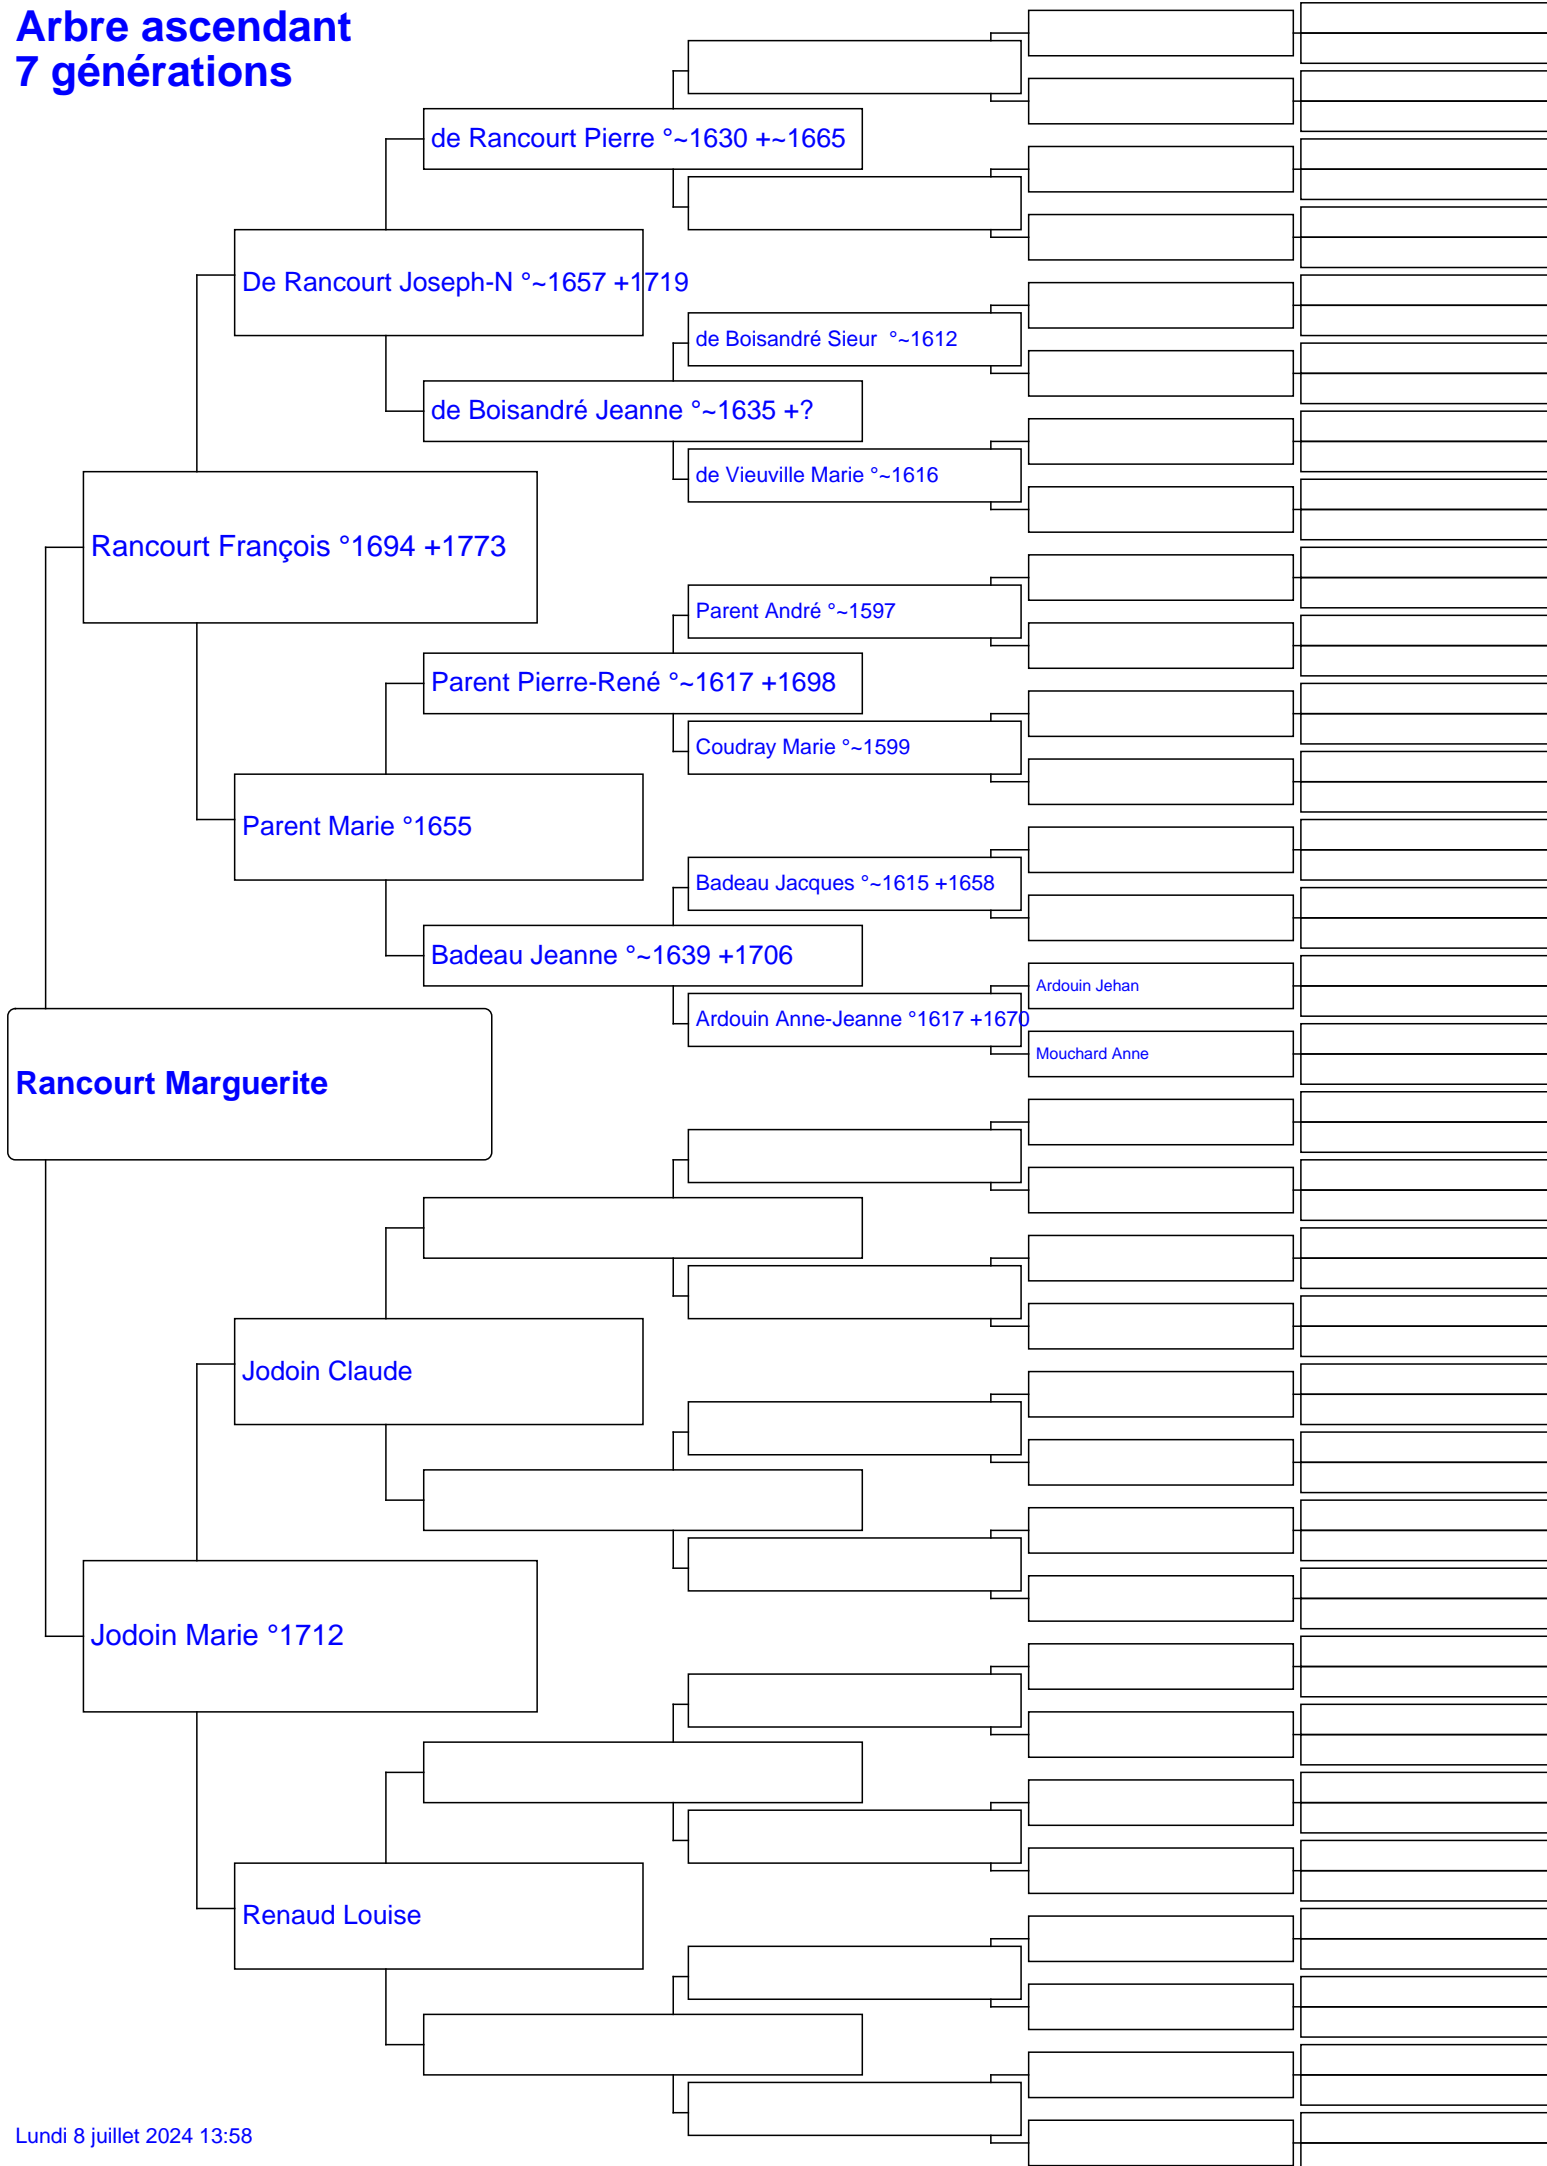 Arbre ascendant
7 générations
de Rancourt Pierre °~1630 +~1665
De Rancourt Joseph-N °~1657 +1719
de Boisandré Sieur  °~1612
de Boisandré Jeanne °~1635 +?
de Vieuville Marie °~1616
Rancourt François °1694 +1773
Parent André °~1597
Parent Pierre-René °~1617 +1698
Coudray Marie °~1599
Parent Marie °1655
Badeau Jacques °~1615 +1658
Badeau Jeanne °~1639 +1706
Ardouin Jehan
Ardouin Anne-Jeanne °1617 +1670
Mouchard Anne
Rancourt Marguerite
Jodoin Claude
Jodoin Marie °1712
Renaud Louise
Lundi 8 juillet 2024 13:58